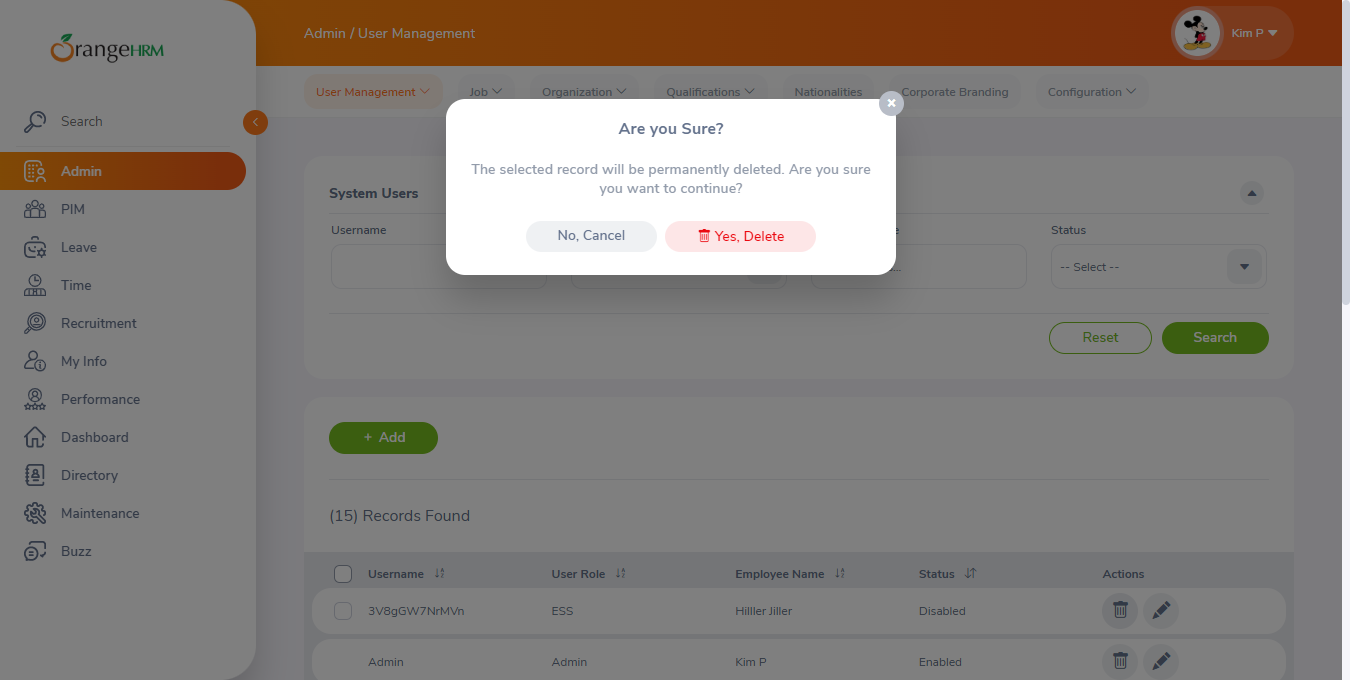 OrangeHRM
Admin / User Management
Kim P
Search
Admin
PIM
Leave
Time
Recruitment
My Info
Performance
Dashboard
Directory
Maintenance
Buzz
User Management
Job
Organization
Qualifications
Nationalities
Corporate Branding
Configuration
Are you Sure?
The selected record will be permanently deleted. Are you sure
you want to continue?
No, Cancel
Yes, Delete
System Users
Username
Status
-- Select --
Reset
Search
+ Add
(15) Records Found
Username User Role Employee Name Status Actions
3V8gGW7NrMVn ESS Hilller Jiller Disabled
Admin Admin Kim P Enabled